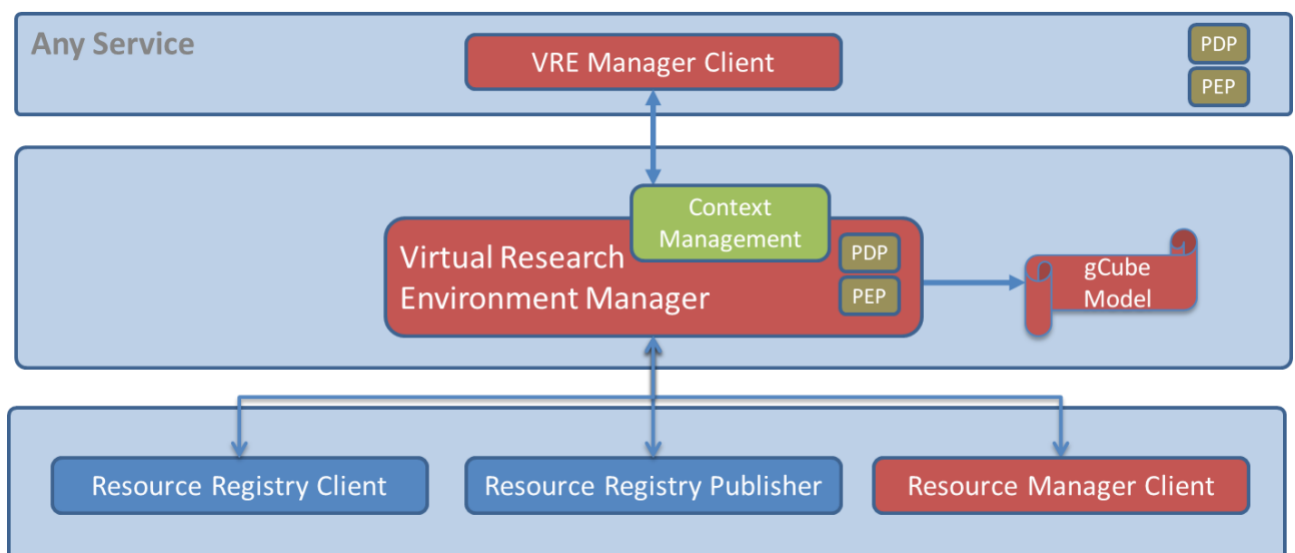 Any Service
VRE Manager Client
PDP
PEP
Context
Management
Virtual Research
Environment Manager
PDP
PEP
gCube
Model
Resource Registry Client
Resource Registry Publisher
Resource Manager Client